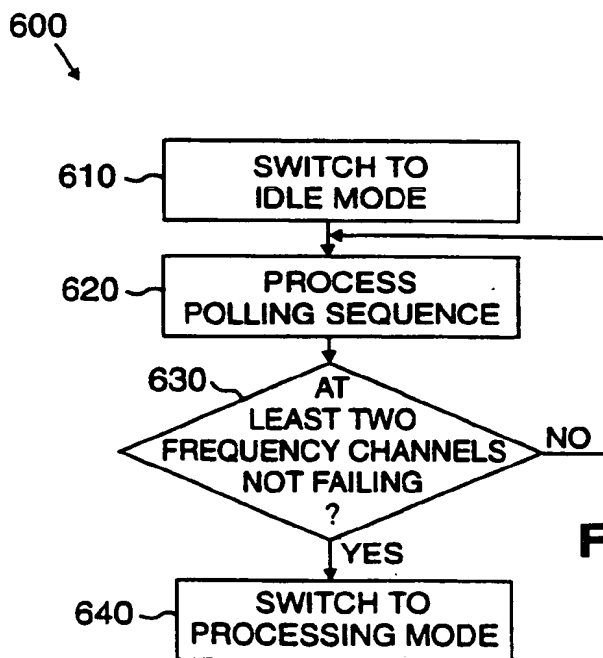 600
610
SWITCH TO
IDLE MODE
620
PROCESS
POLLING SEQUENCE
630
AT
LEAST TWO
FREQUENCY CHANNELS
NOT FAILING
?
NO
F
YES
640
SWITCH TO
PROCESSING MODE